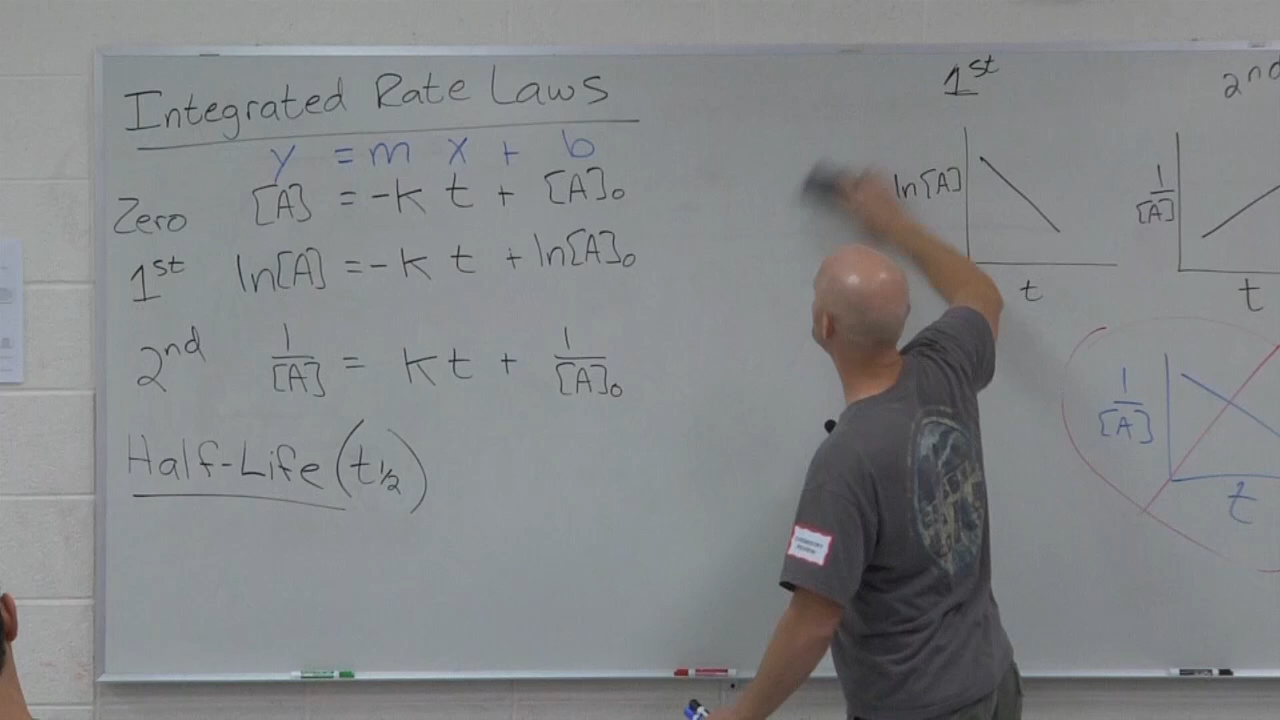 Integrated Rate Laws
y = m x + b
Zero [A] = -k t + [A]₀
1st ln[A] = -k t + ln[A]₀
2nd 1/[A] = k t + 1/[A]₀
Half-Life (t½)
1st
ln[A]
t
2nd
1/[A]
t
1/[A]
t